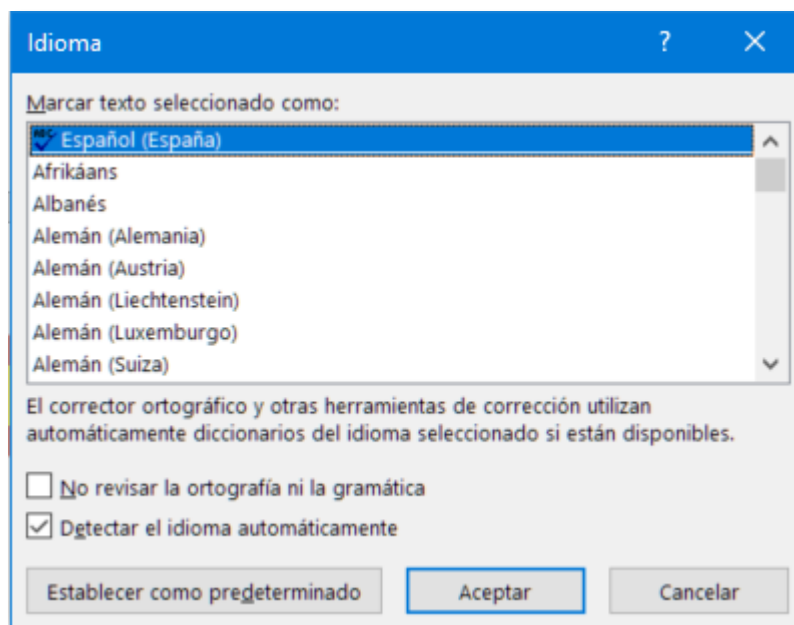 Idioma
?
Marcar texto seleccionado como:
ABC Español (España)
Afrikáans
Albanés
Alemán (Alemania)
Alemán (Austria)
Alemán (Liechtenstein)
Alemán (Luxemburgo)
Alemán (Suiza)
El corrector ortográfico y otras herramientas de corrección utilizan
automáticamente diccionarios del idioma seleccionado si están disponibles.
No revisar la ortografía ni la gramática
Detectar el idioma automáticamente
Establecer como predeterminado Aceptar Cancelar